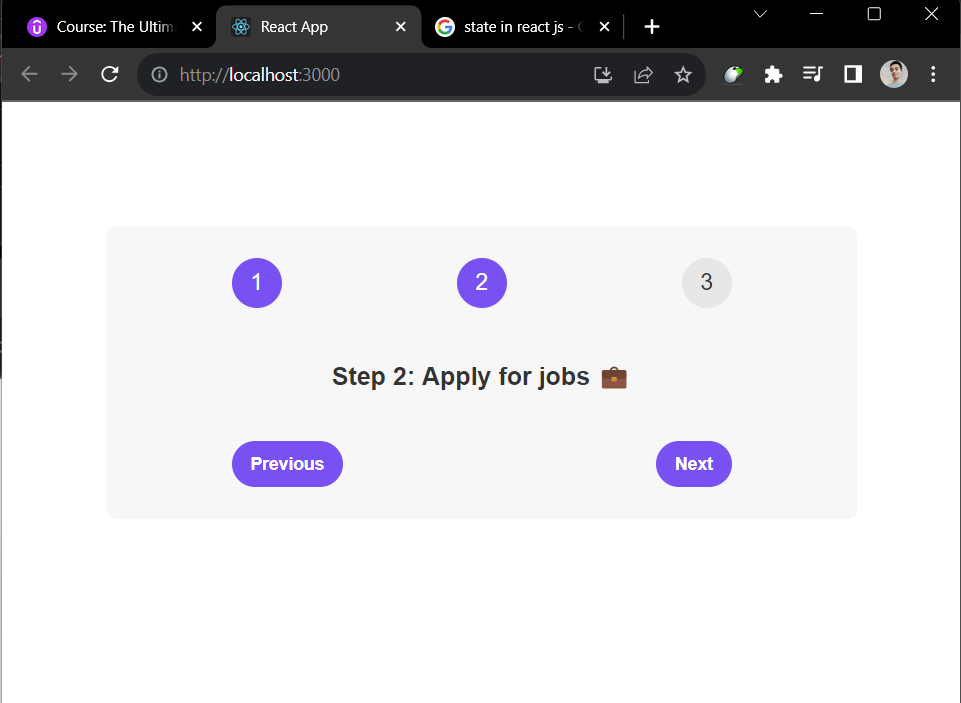 Course: The Ultim
React App
state in react js -
http://localhost:3000
1
2
3
Step 2: Apply for jobs 💼
Previous
Next